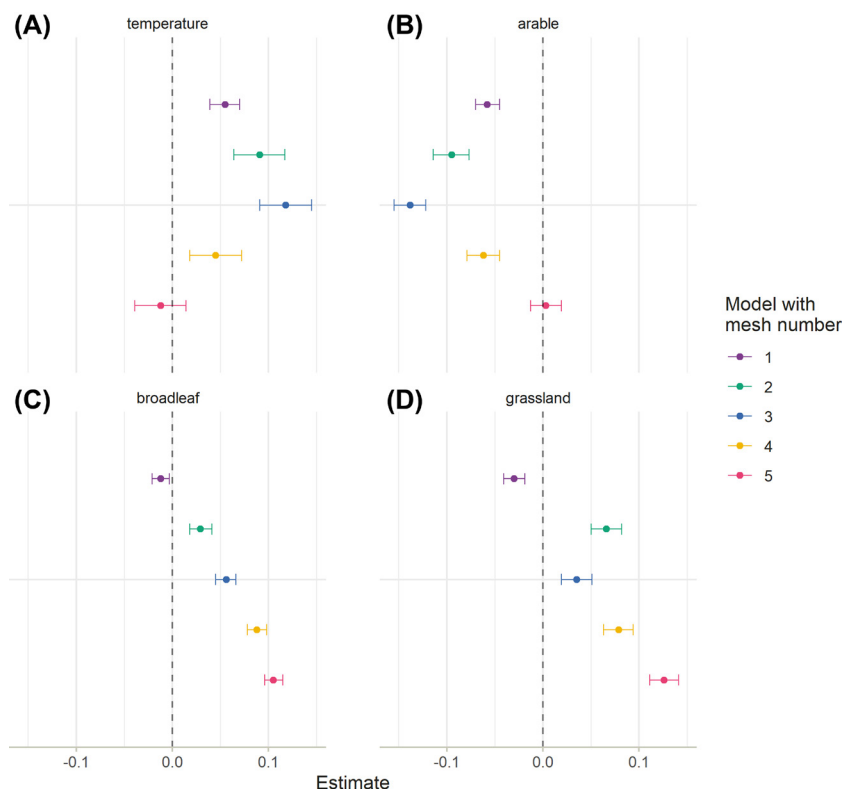 (A)
temperature
(B)
arable
(C)
broadleaf
(D)
grassland
Model with
mesh number
1
2
3
4
5
-0.1 0.0 0.1 -0.1 0.0 0.1
Estimate